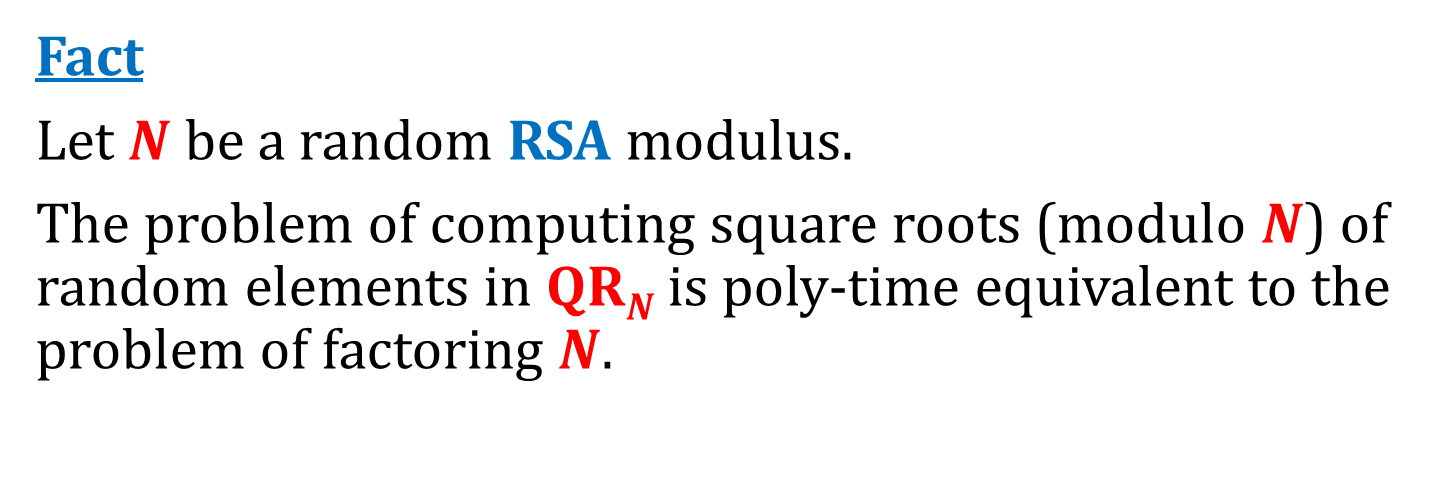 Fact
Let N be a random RSA modulus.
The problem of computing square roots (modulo N) of
random elements in QR_N is poly-time equivalent to the
problem of factoring N.